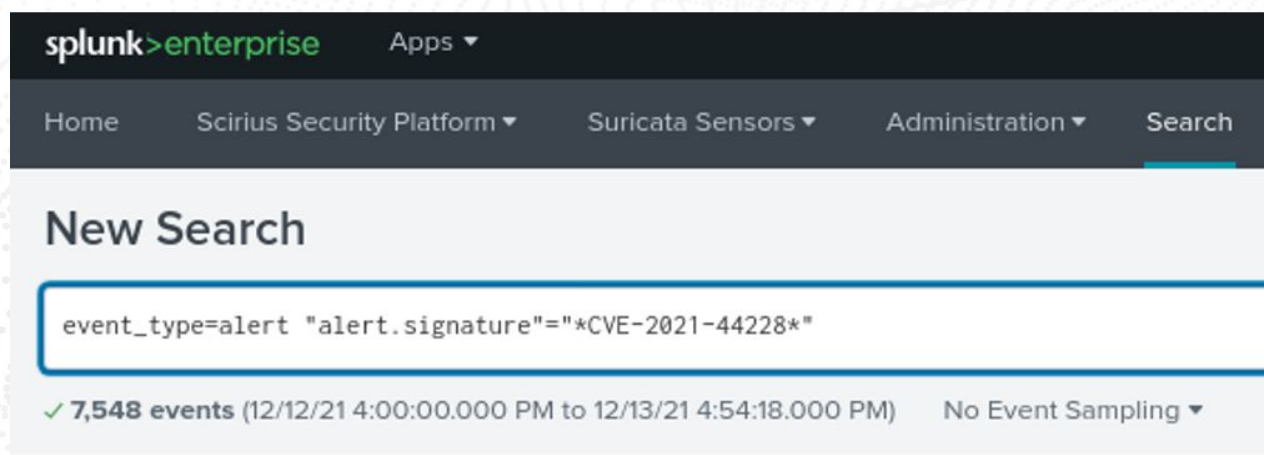 splunk>enterprise Apps
Home Scirius Security Platform Suricata Sensors Administration Search
New Search
event_type=alert "alert.signature"="*CVE-2021-44228*"
7,548 events (12/12/21 4:00:00.000 PM to 12/13/21 4:54:18.000 PM) No Event Sampling